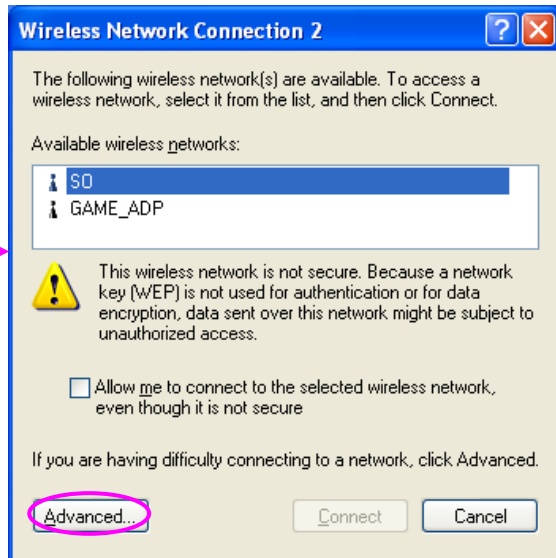 Wireless Network Connection 2
The following wireless network(s) are available. To access a
wireless network, select it from the list, and then click Connect.
Available wireless networks:
SO
GAME_ADP
This wireless network is not secure. Because a network
key (WEP) is not used for authentication or for data
encryption, data sent over this network might be subject to
unauthorized access.
Allow me to connect to the selected wireless network,
even though it is not secure
If you are having difficulty connecting to a network, click Advanced.
Advanced... Connect Cancel